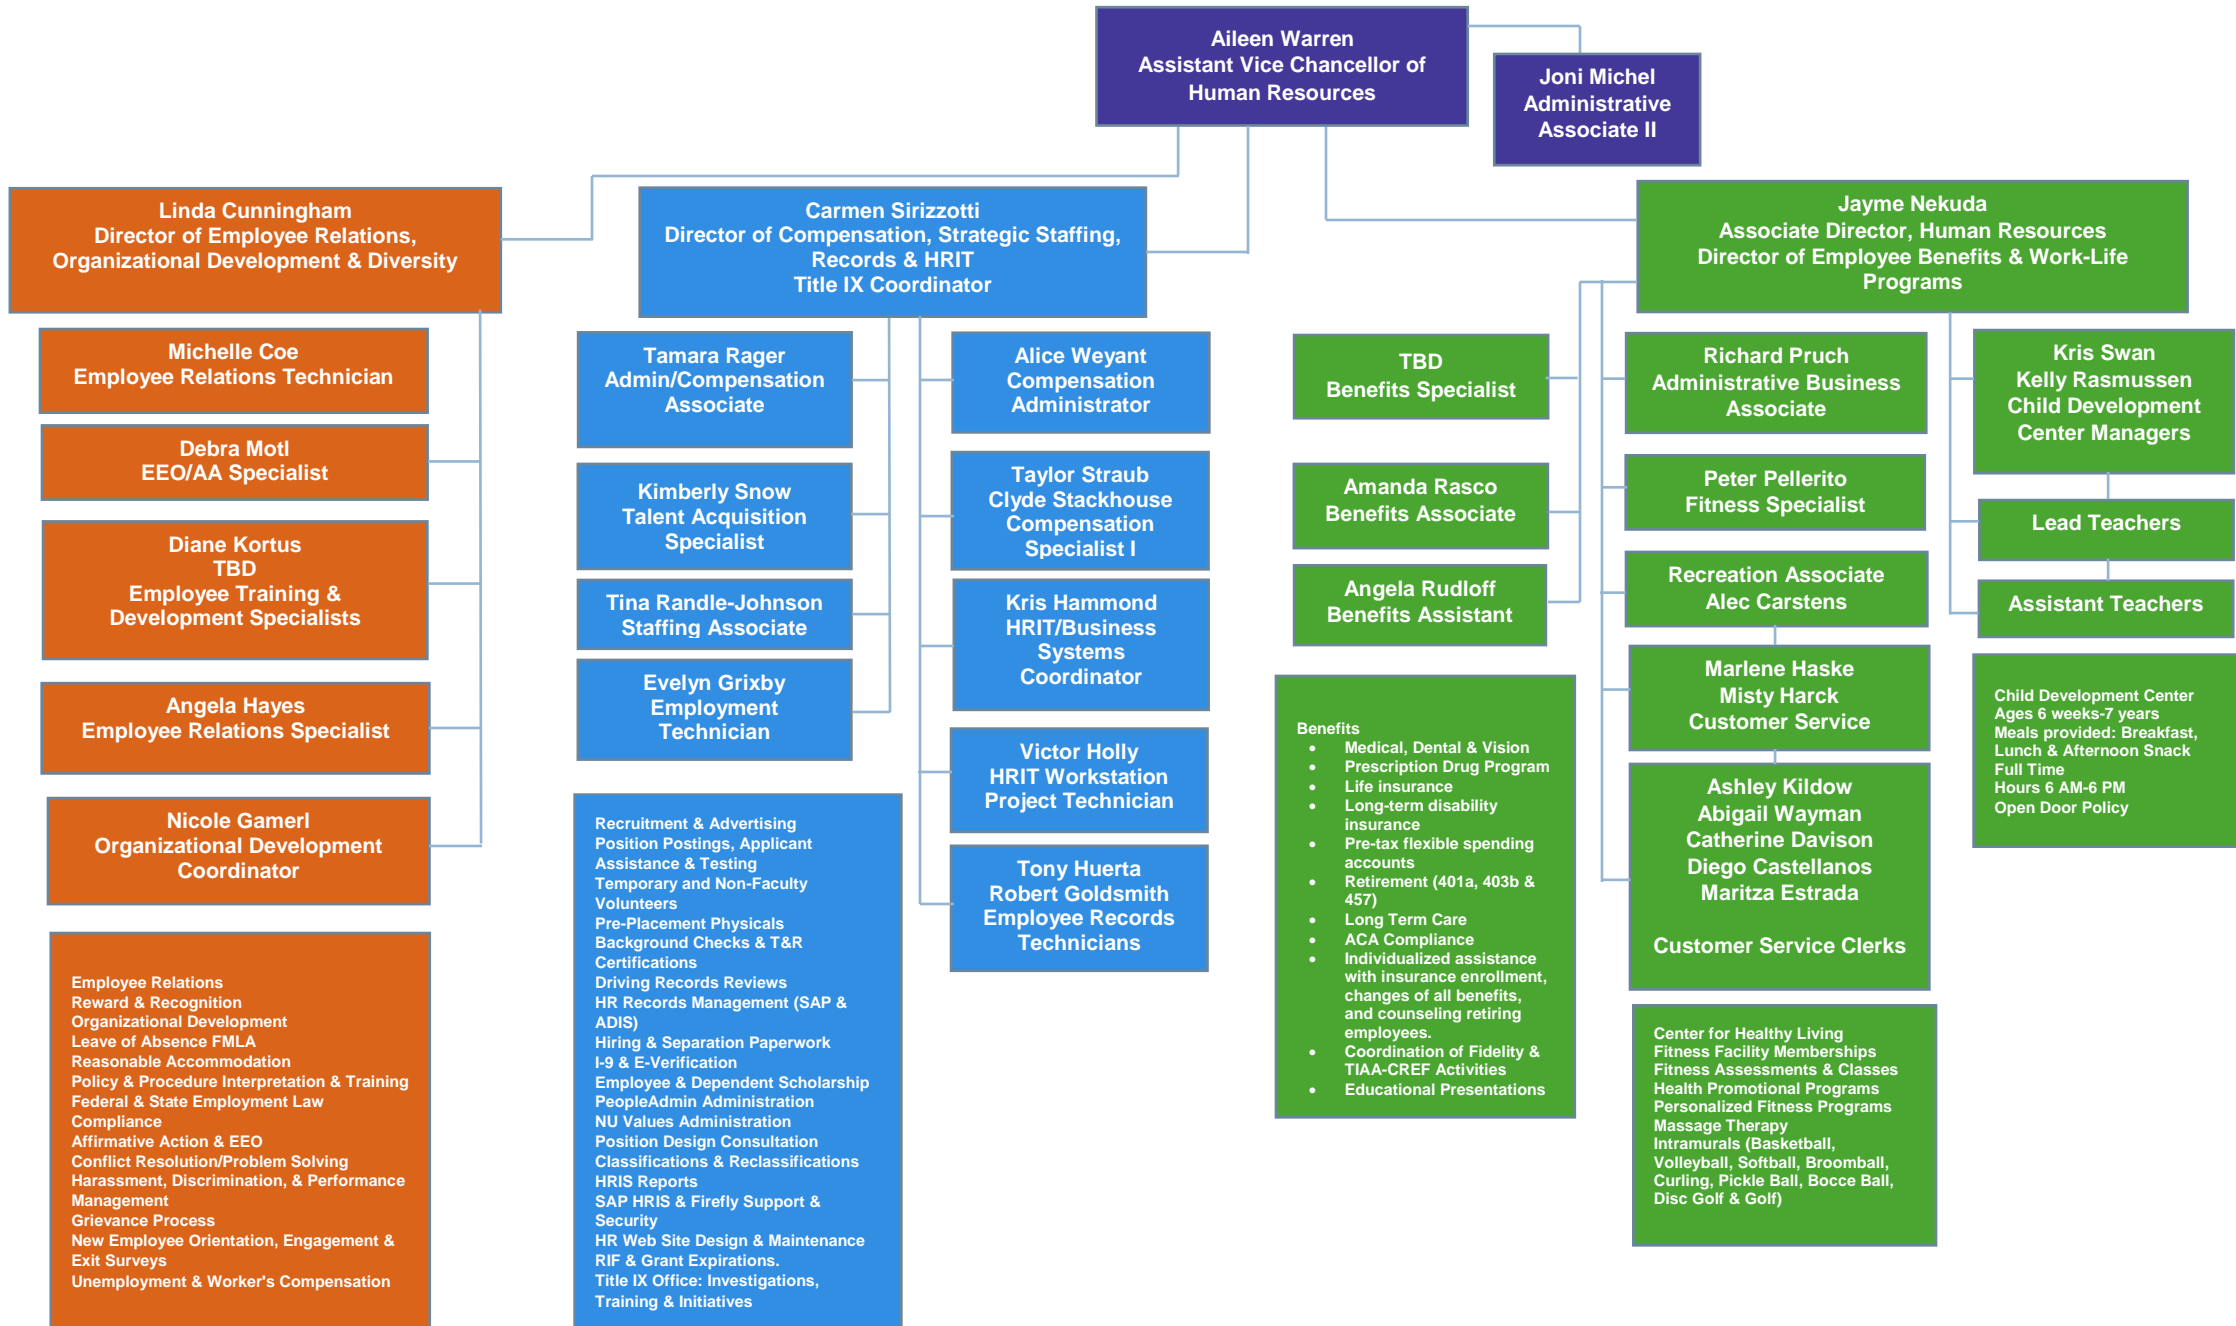 Aileen Warren
Assistant Vice Chancellor of
Human Resources
Joni Michel
Administrative
Associate II
Linda Cunningham
Director of Employee Relations,
Organizational Development & Diversity
Michelle Coe
Employee Relations Technician
Debra Motl
EEO/AA Specialist
Diane Kortus
TBD
Employee Training &
Development Specialists
Angela Hayes
Employee Relations Specialist
Nicole Gamerl
Organizational Development
Coordinator
Employee Relations
Reward & Recognition
Organizational Development
Leave of Absence FMLA
Reasonable Accommodation
Policy & Procedure Interpretation & Training
Federal & State Employment Law
Compliance
Affirmative Action & EEO
Conflict Resolution/Problem Solving
Harassment, Discrimination, & Performance
Management
Grievance Process
New Employee Orientation, Engagement &
Exit Surveys
Unemployment & Worker's Compensation
Carmen Sirizzotti
Director of Compensation, Strategic Staffing,
Records & HRIT
Title IX Coordinator
Tamara Rager
Admin/Compensation
Associate
Kimberly Snow
Talent Acquisition
Specialist
Tina Randle-Johnson
Staffing Associate
Evelyn Grixby
Employment
Technician
Recruitment & Advertising
Position Postings, Applicant
Assistance & Testing
Temporary and Non-Faculty
Volunteers
Pre-Placement Physicals
Background Checks & T&R
Certifications
Driving Records Reviews
HR Records Management (SAP &
ADIS)
Hiring & Separation Paperwork
I-9 & E-Verification
Employee & Dependent Scholarship
PeopleAdmin Administration
NU Values Administration
Position Design Consultation
Classifications & Reclassifications
HRIS Reports
SAP HRIS & Firefly Support &
Security
HR Web Site Design & Maintenance
RIF & Grant Expirations.
Title IX Office: Investigations,
Training & Initiatives
Alice Weyant
Compensation
Administrator
Taylor Straub
Clyde Stackhouse
Compensation
Specialist I
Kris Hammond
HRIT/Business
Systems
Coordinator
Victor Holly
HRIT Workstation
Project Technician
Tony Huerta
Robert Goldsmith
Employee Records
Technicians
Jayme Nekuda
Associate Director, Human Resources
Director of Employee Benefits & Work-Life
Programs
TBD
Benefits Specialist
Amanda Rasco
Benefits Associate
Angela Rudloff
Benefits Assistant
Benefits
• Medical, Dental & Vision
• Prescription Drug Program
• Life insurance
• Long-term disability
insurance
• Pre-tax flexible spending
accounts
• Retirement (401a, 403b &
457)
• Long Term Care
• ACA Compliance
• Individualized assistance
with insurance enrollment,
changes of all benefits,
and counseling retiring
employees.
• Coordination of Fidelity &
TIAA-CREF Activities
• Educational Presentations
Richard Pruch
Administrative Business
Associate
Peter Pellerito
Fitness Specialist
Recreation Associate
Alec Carstens
Marlene Haske
Misty Harck
Customer Service
Ashley Kildow
Abigail Wayman
Catherine Davison
Diego Castellanos
Maritza Estrada
Customer Service Clerks
Center for Healthy Living
Fitness Facility Memberships
Fitness Assessments & Classes
Health Promotional Programs
Personalized Fitness Programs
Massage Therapy
Intramurals (Basketball,
Volleyball, Softball, Broomball,
Curling, Pickle Ball, Bocce Ball,
Disc Golf & Golf)
Kris Swan
Kelly Rasmussen
Child Development
Center Managers
Lead Teachers
Assistant Teachers
Child Development Center
Ages 6 weeks-7 years
Meals provided: Breakfast,
Lunch & Afternoon Snack
Full Time
Hours 6 AM-6 PM
Open Door Policy